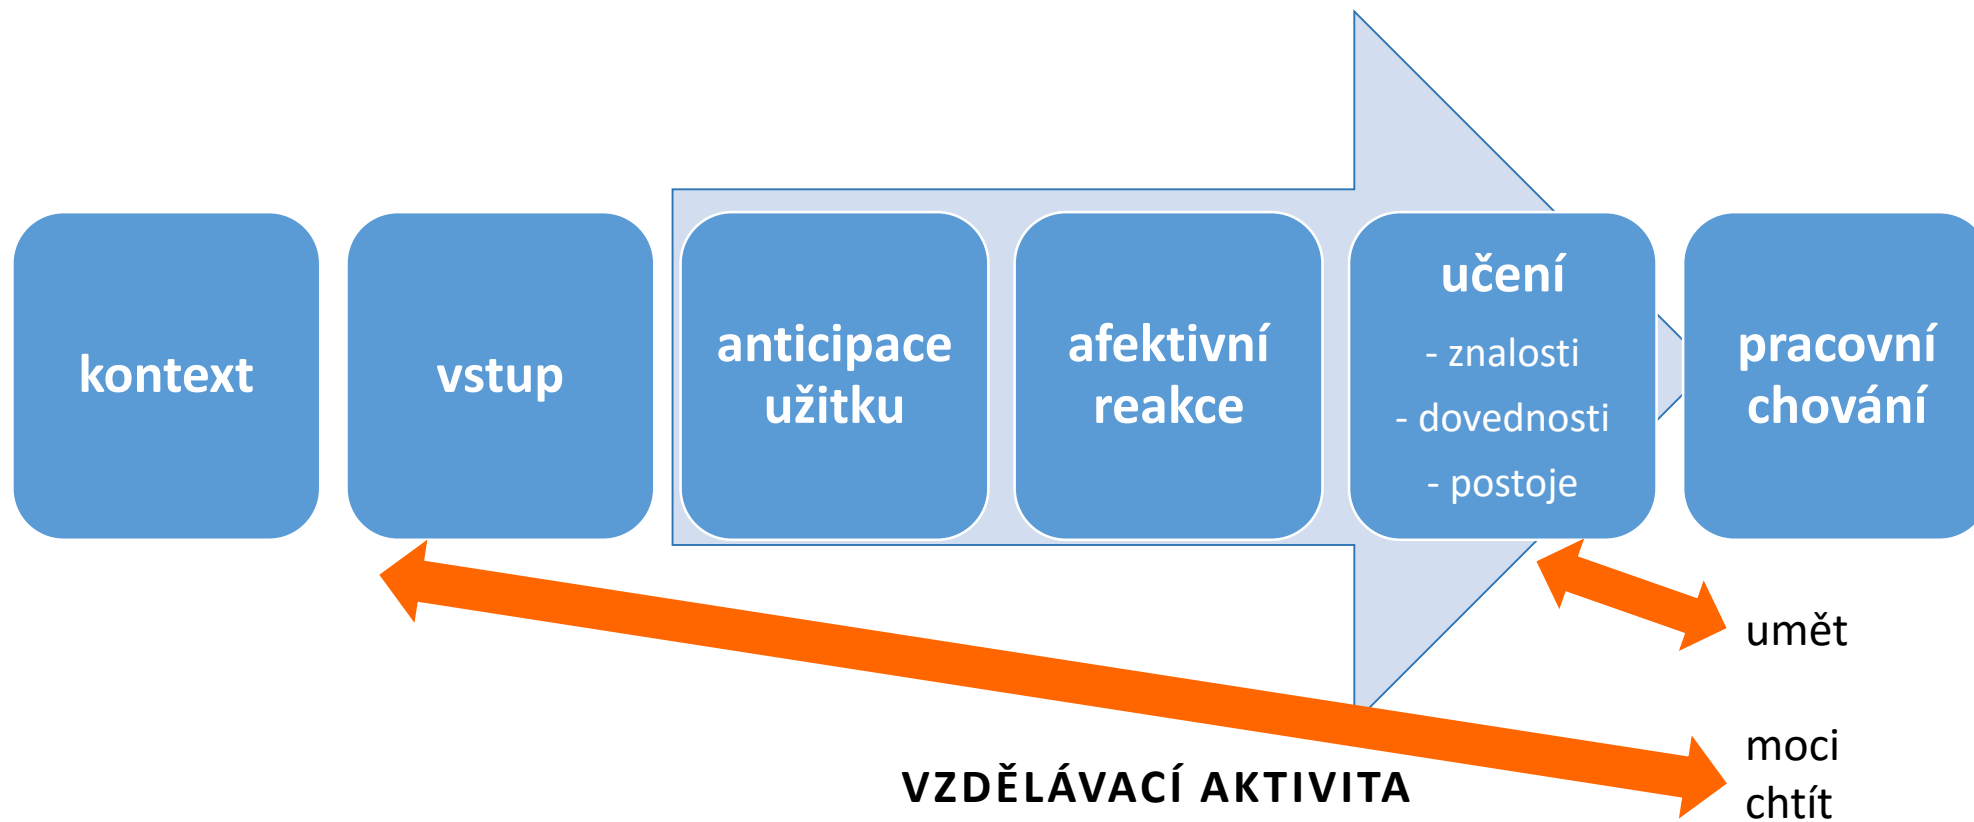 kontext
vstup
anticipace
užitku
afektivní
reakce
učení
- znalosti
- dovednosti
- postoje
pracovní
chování
umět
moci
chtít
VZDĚLÁVACÍ AKTIVITA